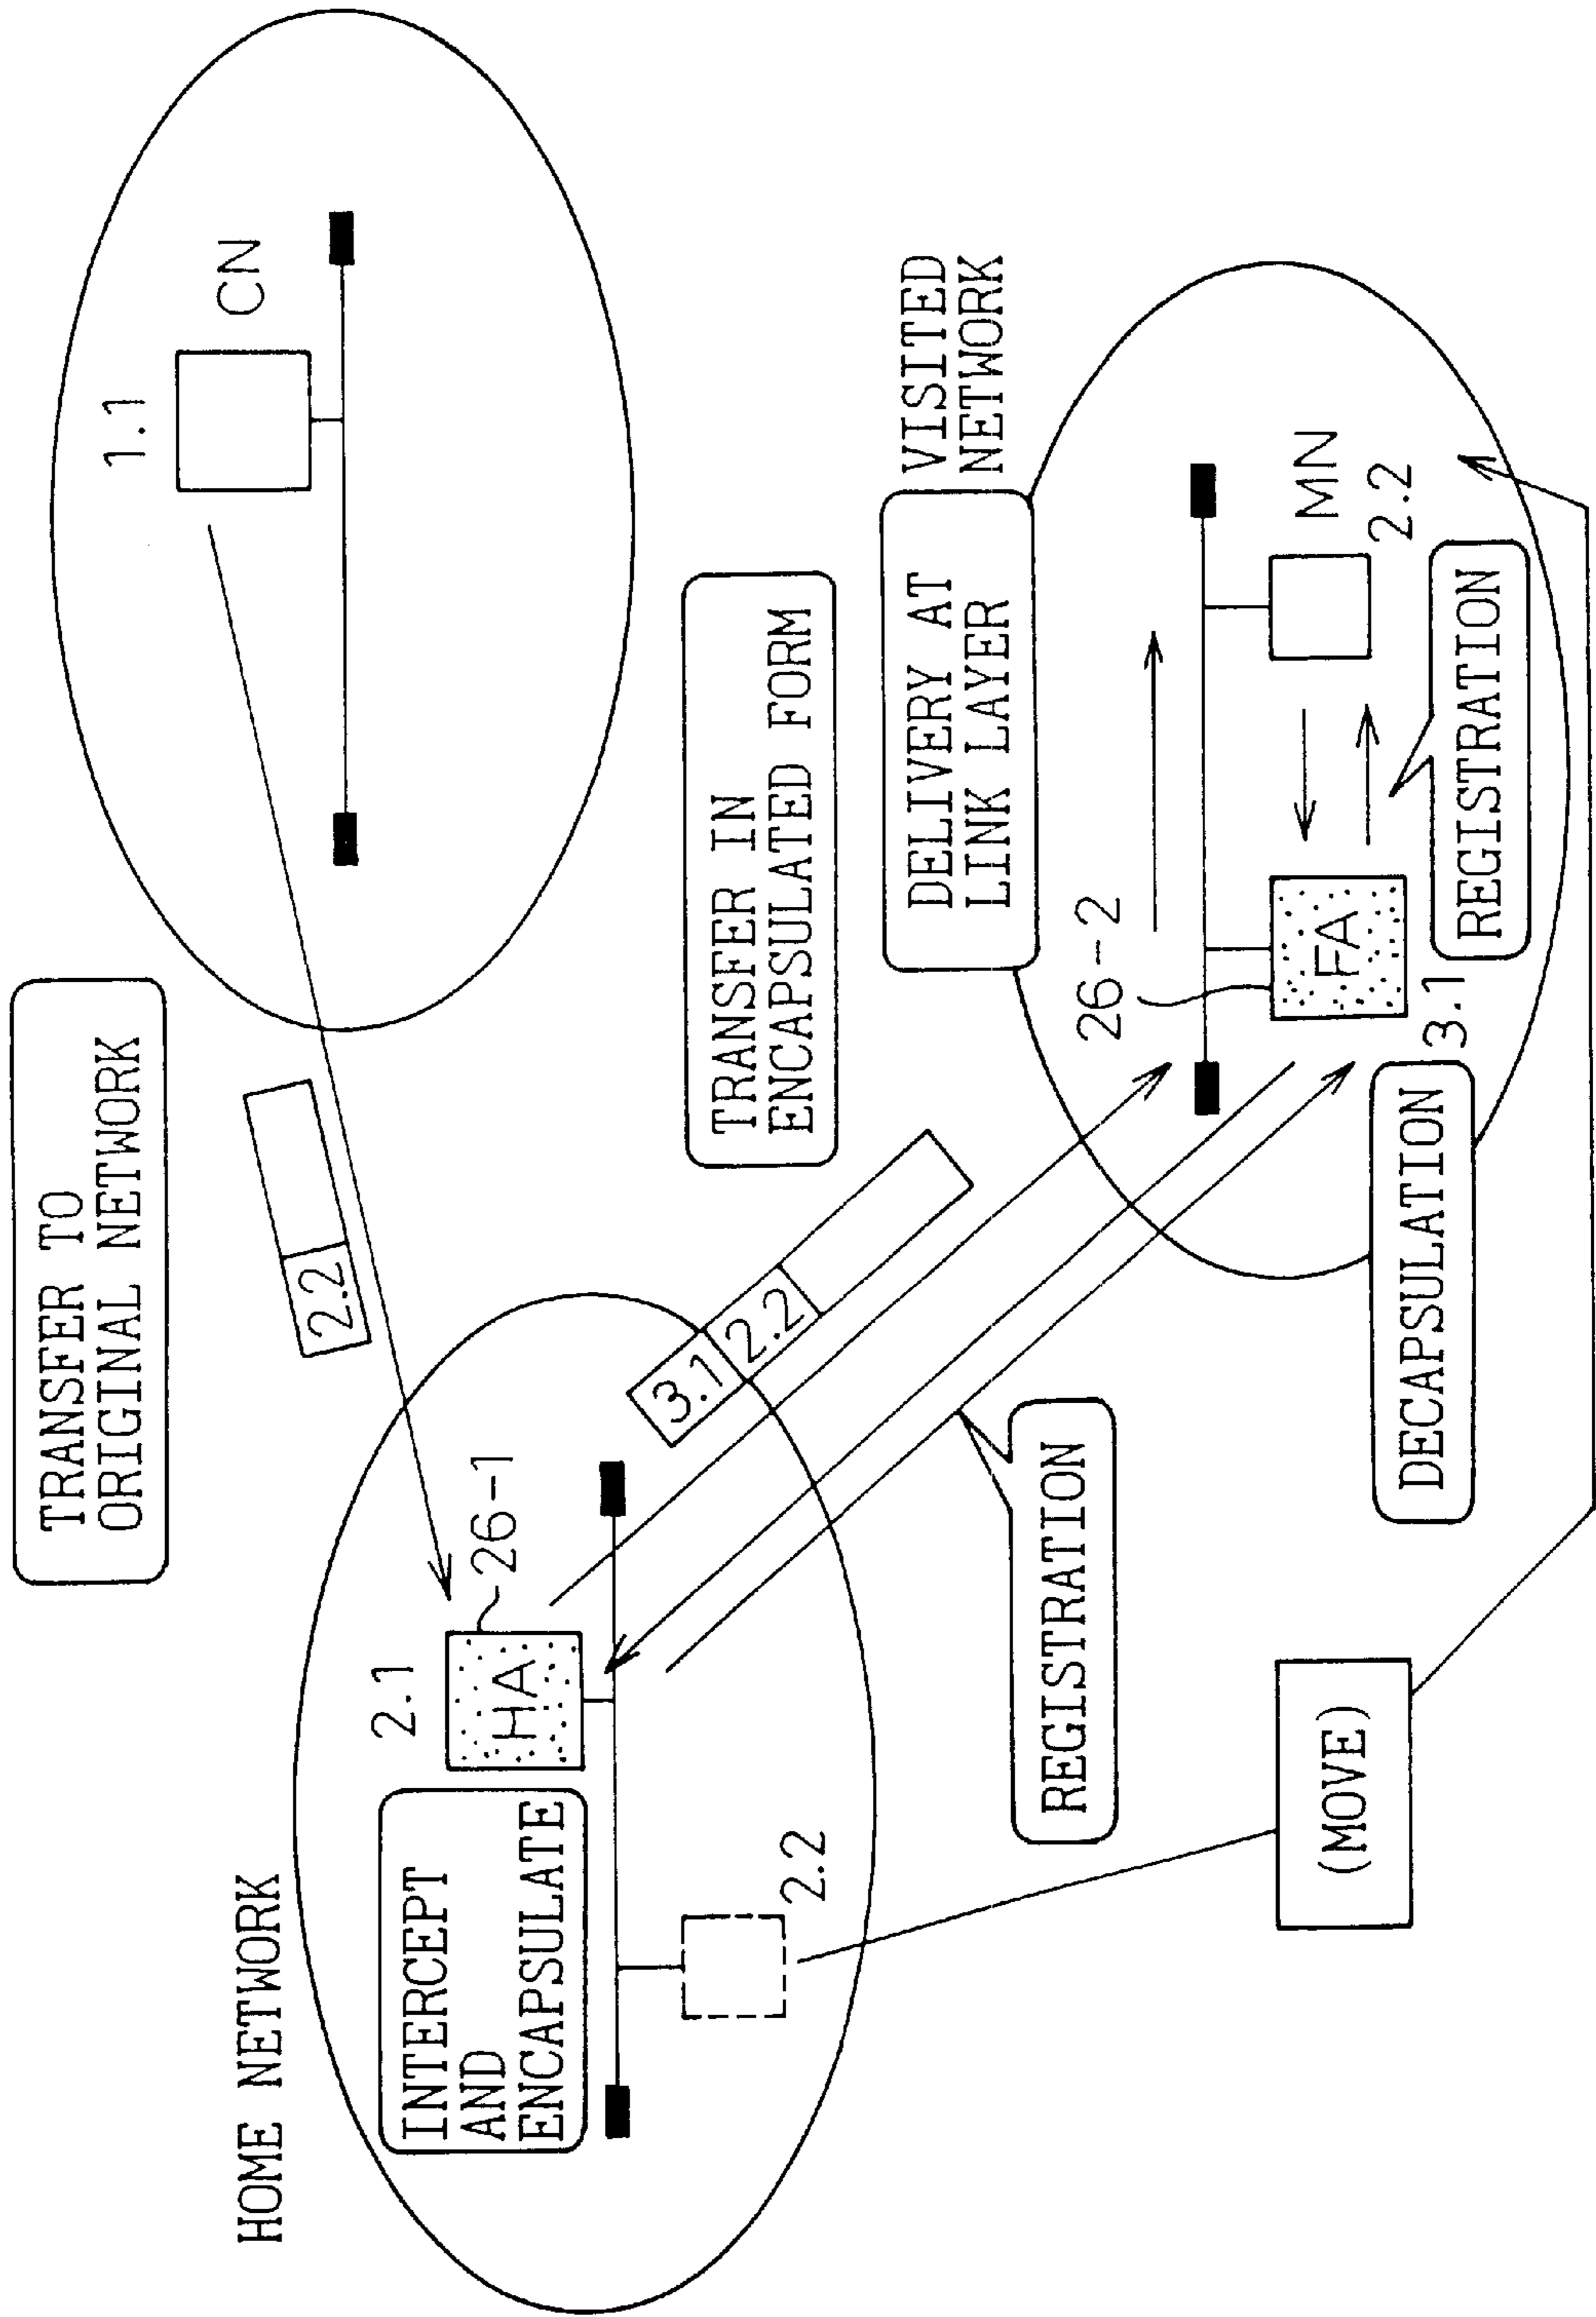 TRANSFER TO
ORIGINAL NETWORK
1.1
CN
2.2
HOME NETWORK
2.1
HA
26-1
INTERCEPT
AND
ENCAPSULATE
2.2
3.1
2.2
TRANSFER IN
ENCAPSULATED FORM
VISITED
NETWORK
DELIVERY AT
LINK LAYER
26-2
FA
3.1
MN
2.2
REGISTRATION
REGISTRATION
DECAPSULATION
(MOVE)